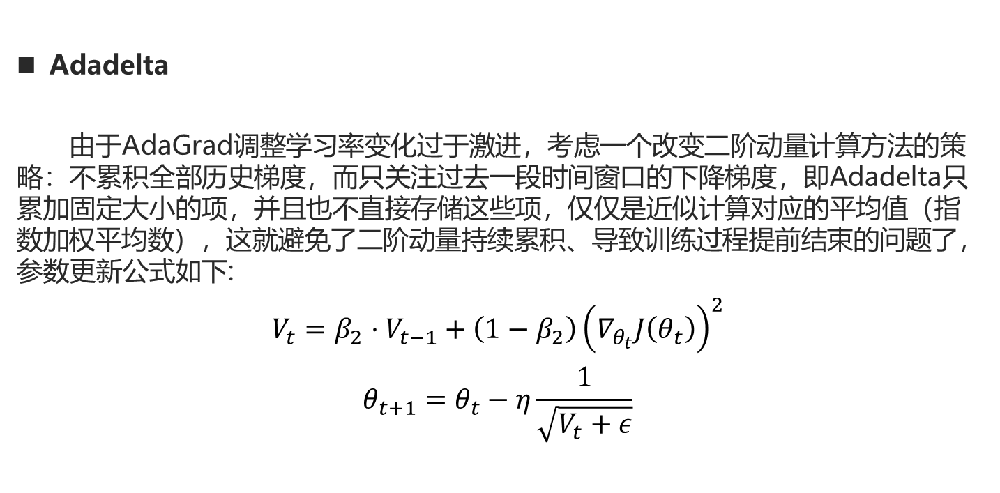 ■ Adadelta
由于AdaGrad调整学习率变化过于激进，考虑一个改变二阶动量计算方法的策
略：不累积全部历史梯度，而只关注过去一段时间窗口的下降梯度，即Adadelta只
累加固定大小的项，并且也不直接存储这些项，仅仅是近似计算对应的平均值（指
数加权平均数），这就避免了二阶动量持续累积、导致训练过程提前结束的问题了，
参数更新公式如下:
$V_t = \beta_2 \cdot V_{t-1} + (1 - \beta_2) \left( \nabla_{\theta_t} J(\theta_t) \right)^2$
$\theta_{t+1} = \theta_t - \eta \frac{1}{\sqrt{V_t + \epsilon}}$